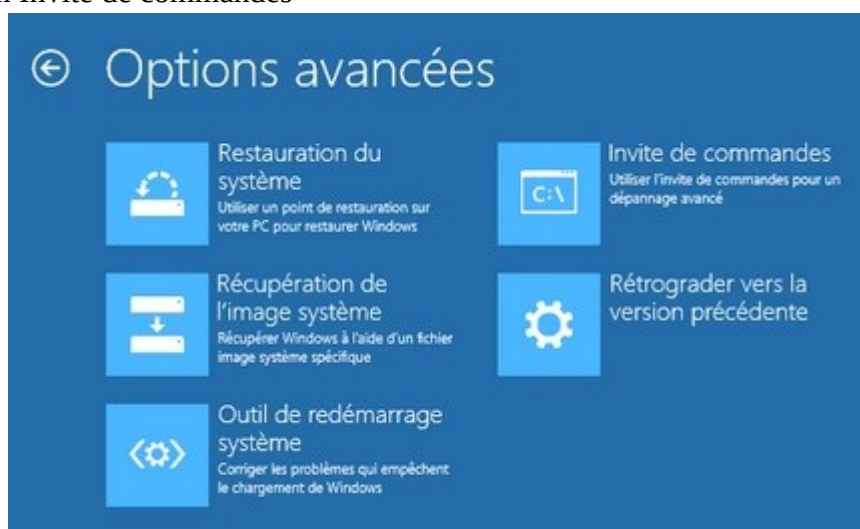 Invite de commandes
Options avancées
Restauration du
système
Utiliser un point de restauration sur
votre PC pour restaurer Windows
Invite de commandes
Utiliser l'invite de commandes pour un
dépannage avancé
C:\
Récupération de
l'image système
Récupérer Windows à l'aide d'un fichier
image système spécifique
Rétrograder vers la
version précédente
Outil de redémarrage
système
Corriger les problèmes qui empêchent
le chargement de Windows